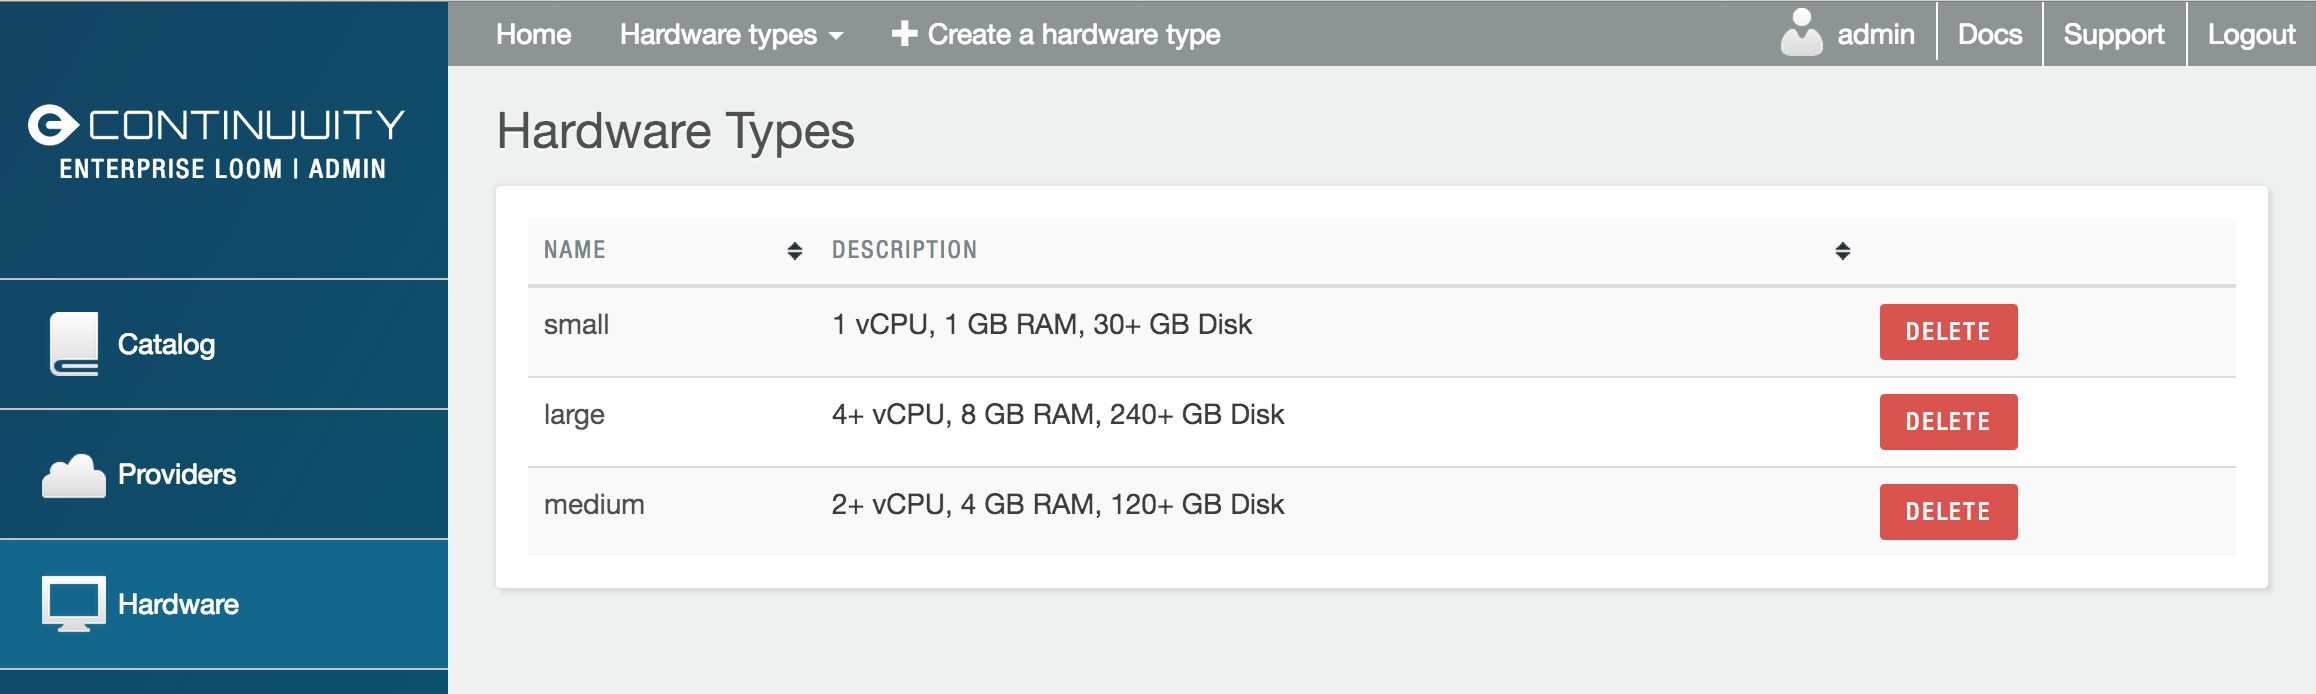 Home Hardware types Create a hardware type admin Docs Support Logout
CONTINUUITY
ENTERPRISE LOOM | ADMIN
Catalog
Providers
Hardware
Hardware Types
NAME DESCRIPTION
small 1 vCPU, 1 GB RAM, 30+ GB Disk DELETE
large 4+ vCPU, 8 GB RAM, 240+ GB Disk DELETE
medium 2+ vCPU, 4 GB RAM, 120+ GB Disk DELETE